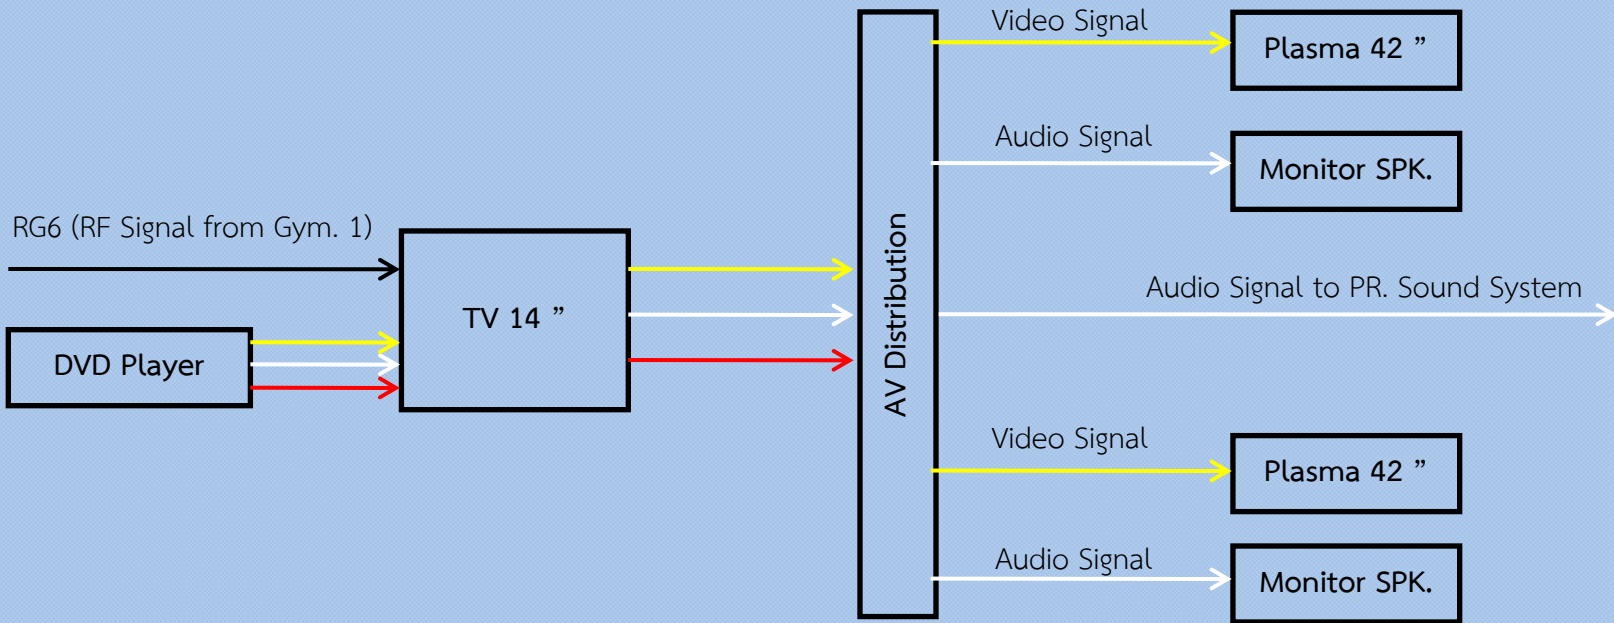 Video Signal
Plasma 42 ”
Audio Signal
Monitor SPK.
RG6 (RF Signal from Gym. 1)
TV 14 ”
DVD Player
AV Distribution
Audio Signal to PR. Sound System
Video Signal
Plasma 42 ”
Audio Signal
Monitor SPK.